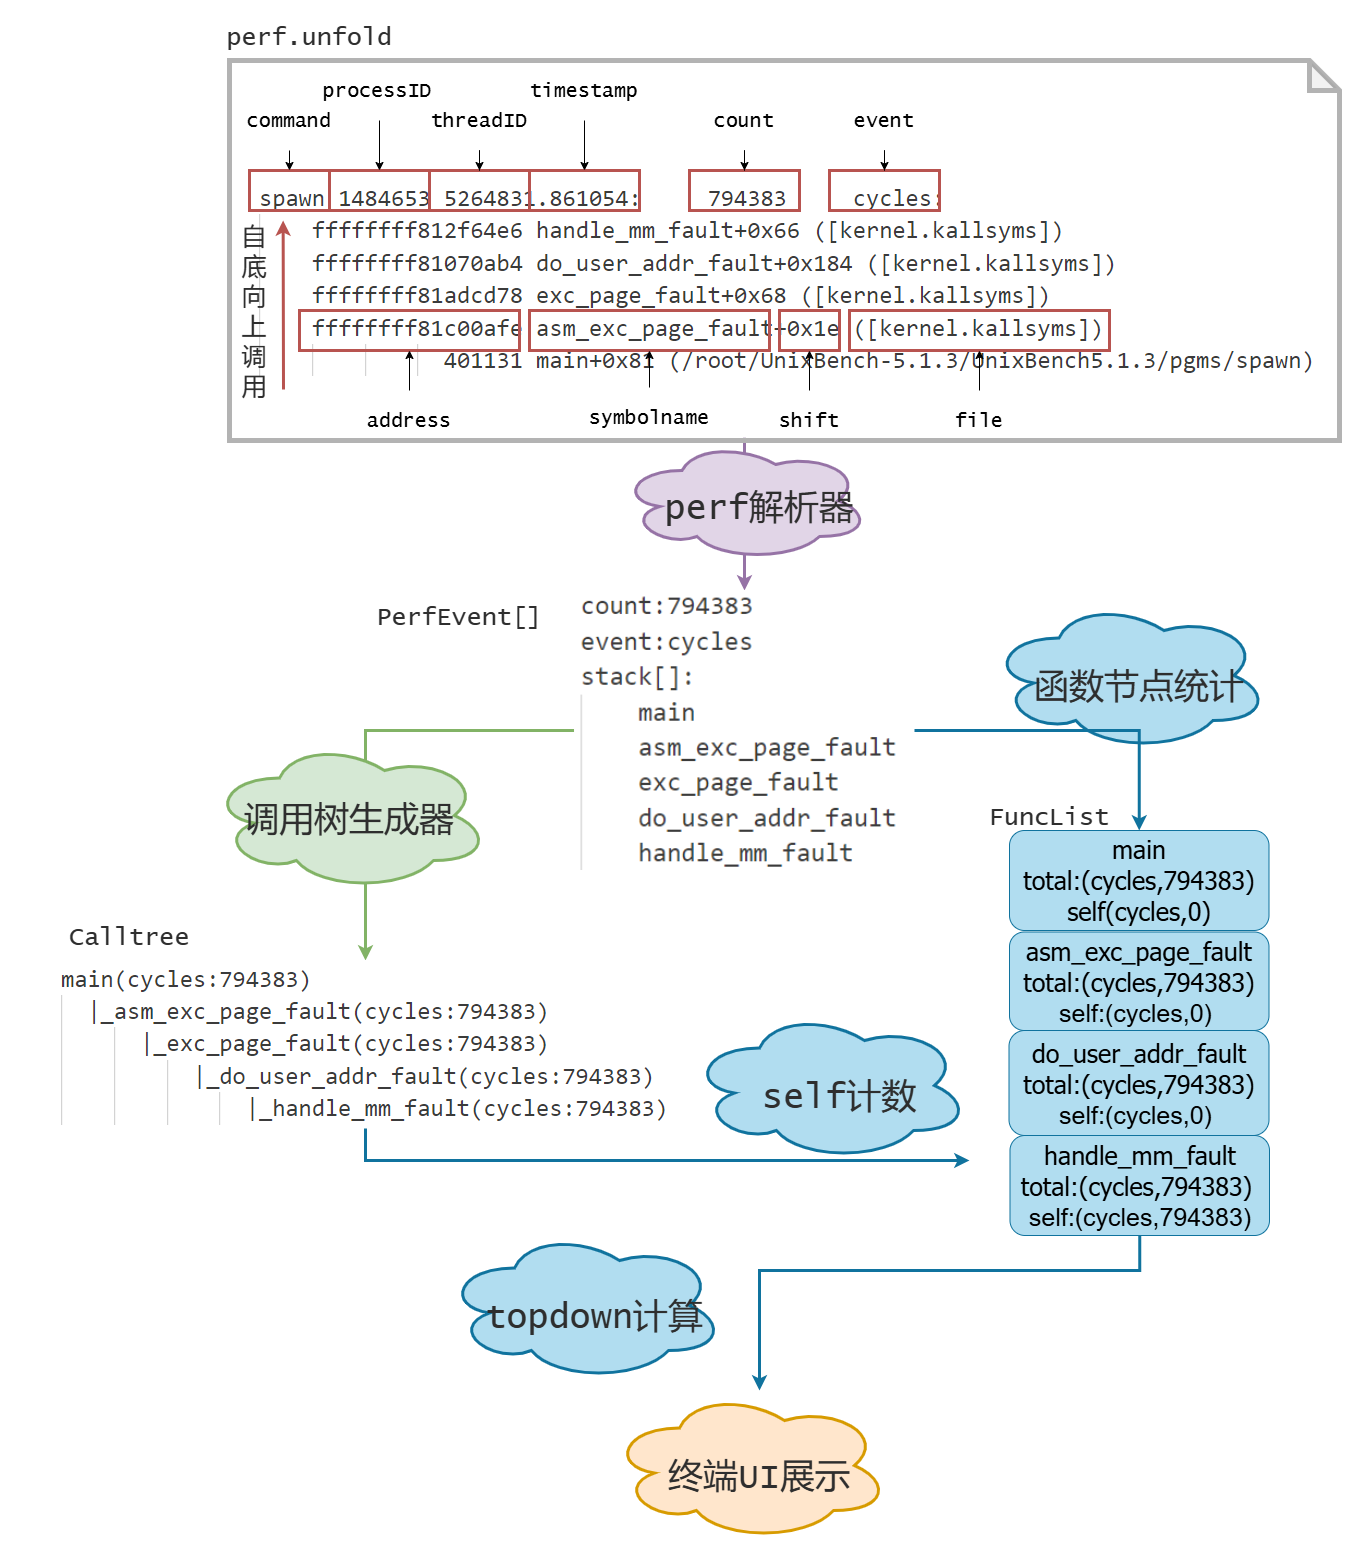 perf.unfold
processID timestamp
command threadID count event
spawn 1484653 5264831.861054: 794383 cycles:
ffffffff812f64e6 handle_mm_fault+0x66 ([kernel.kallsyms])
ffffffff81070ab4 do_user_addr_fault+0x184 ([kernel.kallsyms])
ffffffff81adcd78 exc_page_fault+0x68 ([kernel.kallsyms])
ffffffff81c00afe asm_exc_page_fault+0x1e ([kernel.kallsyms])
401131 main+0x81 (/root/UnixBench-5.1.3/UnixBench5.1.3/pgms/spawn)
自底向上调用
address symbolname shift file
perf解析器
PerfEvent[]
count:794383
event:cycles
stack[]:
main
asm_exc_page_fault
exc_page_fault
do_user_addr_fault
handle_mm_fault
函数节点统计
调用树生成器
FuncList
main
total:(cycles,794383)
self(cycles,0)
asm_exc_page_fault
total:(cycles,794383)
self:(cycles,0)
do_user_addr_fault
total:(cycles,794383)
self:(cycles,0)
handle_mm_fault
total:(cycles,794383)
self:(cycles,794383)
Calltree
main(cycles:794383)
|_asm_exc_page_fault(cycles:794383)
|_exc_page_fault(cycles:794383)
|_do_user_addr_fault(cycles:794383)
|_handle_mm_fault(cycles:794383)
self计数
topdown计算
终端UI展示